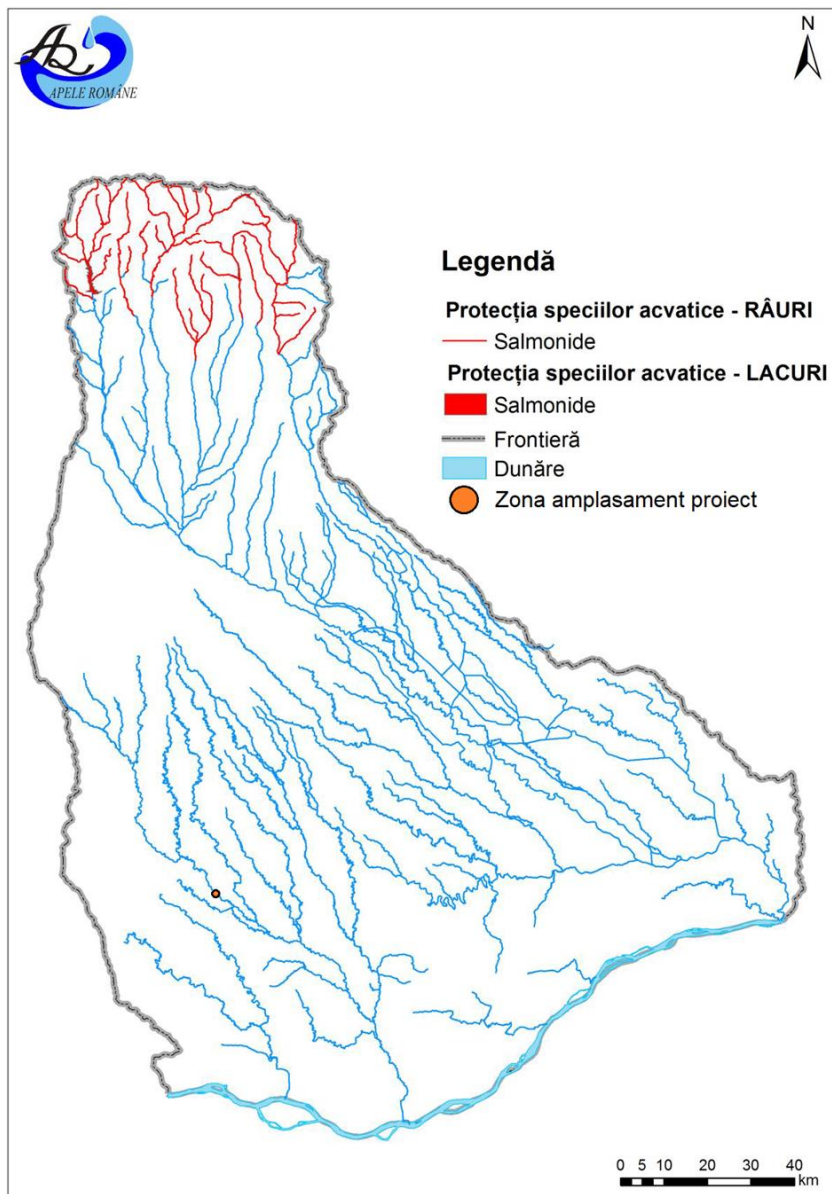 APELE ROMÂNE
N
Legendă
Protecția speciilor acvatice - RÂURI
Salmonide
Protecția speciilor acvatice - LACURI
Salmonide
Frontieră
Dunăre
Zona amplasament proiect
0 5 10 20 30 40
km